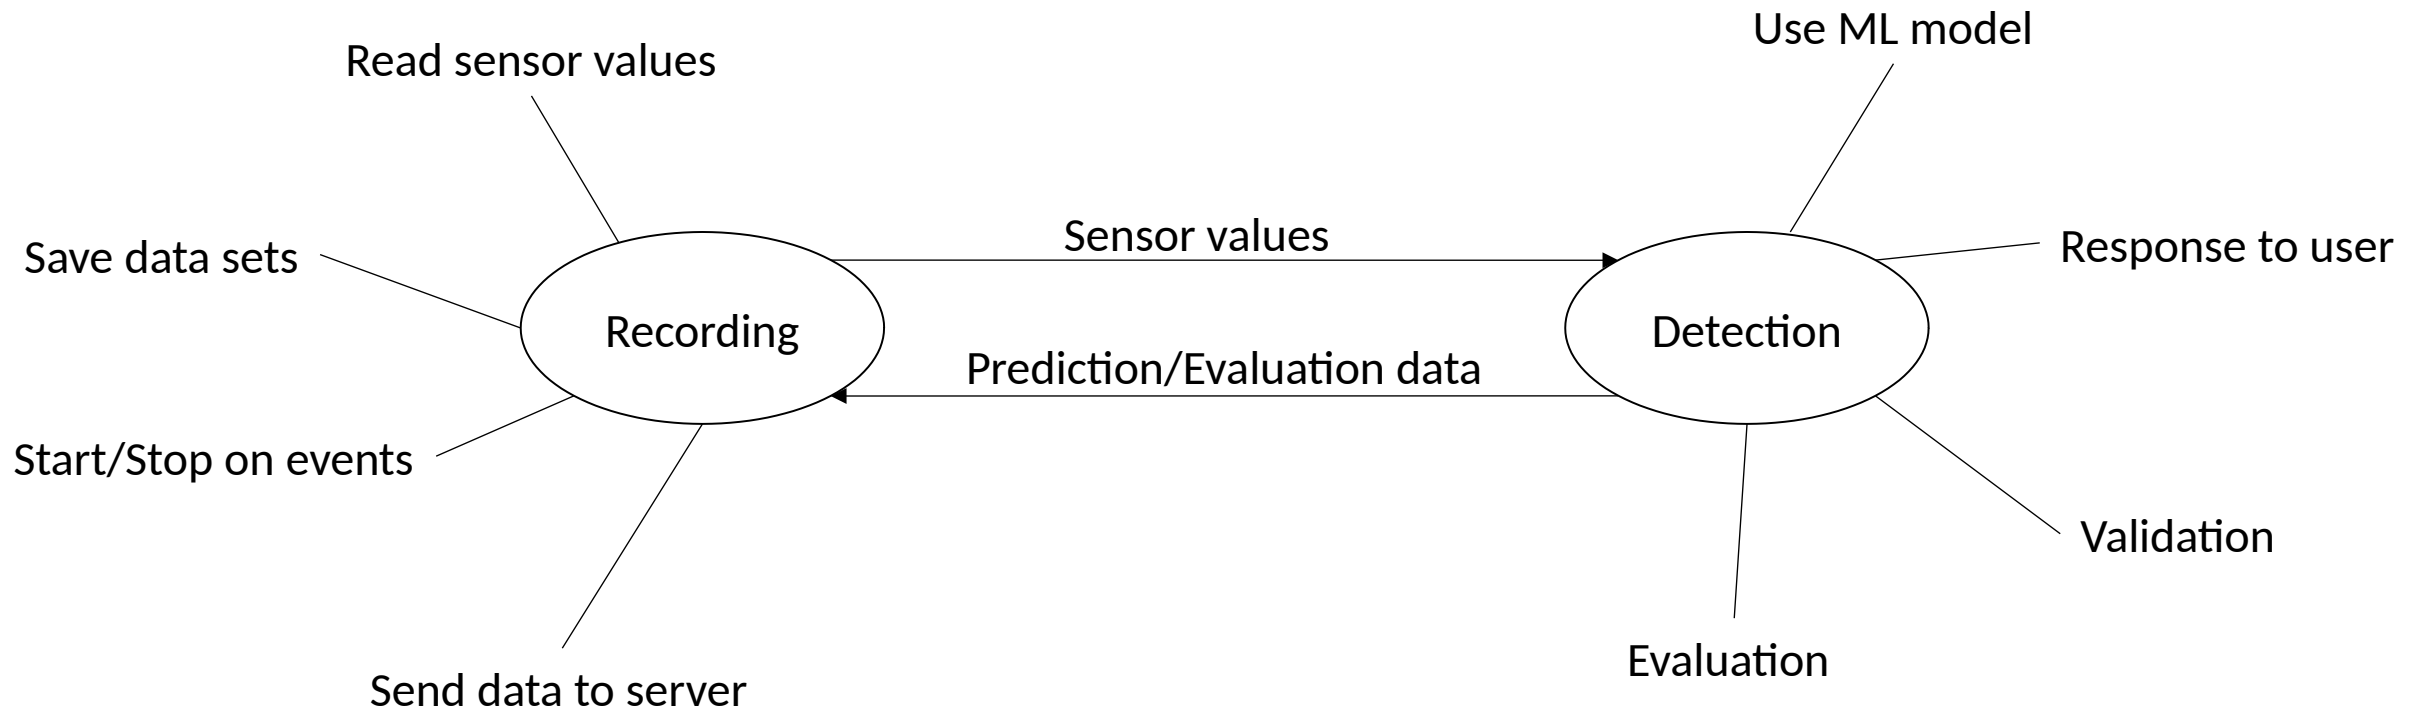 Use ML model
Read sensor values
Sensor values
Response to user
Save data sets
Recording
Detection
Prediction/Evaluation data
Start/Stop on events
Validation
Evaluation
Send data to server